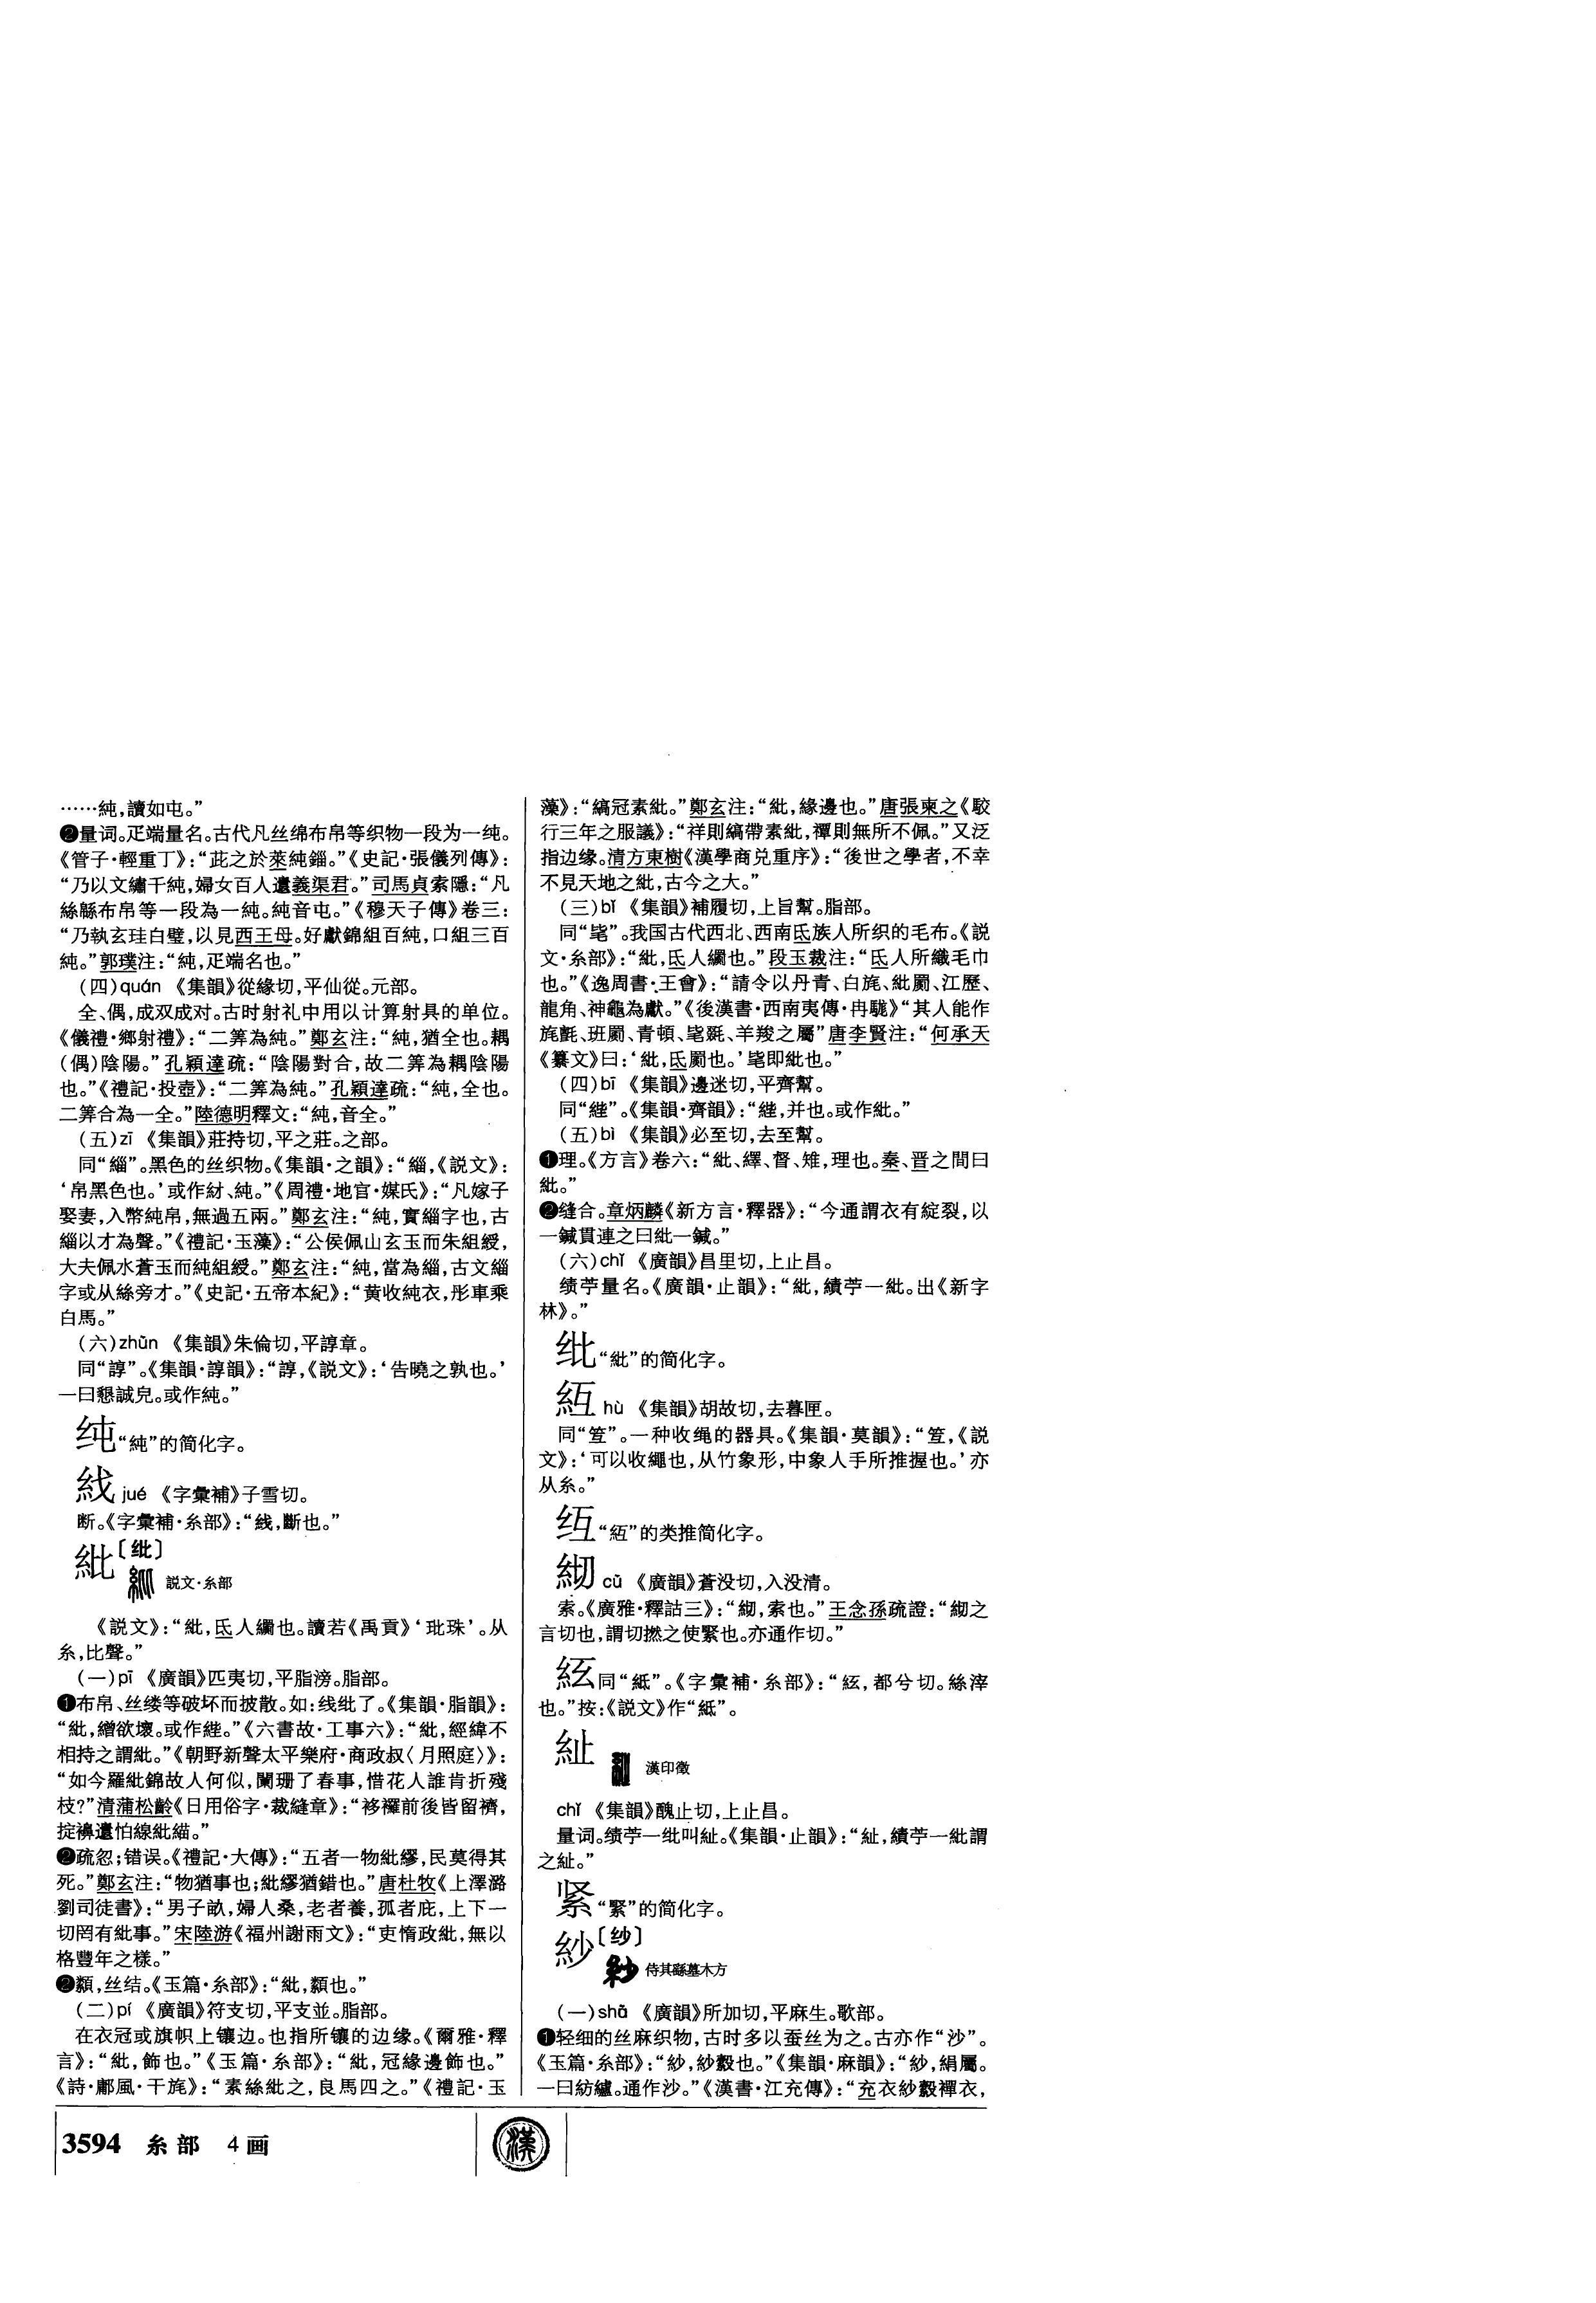 ……純，讀如屯。”
❷量词。疋端量名。古代凡丝绵布帛等织物一段为一纯。
《管子·輕重丁》：“茈之於萊純錙。”《史記·張儀列傳》：
“乃以文繡千純，婦女百人遺義渠君。”司馬貞索隱：“凡
絲緜布帛等一段為一純。純音屯。”《穆天子傳》卷三：
“乃執玄珪白璧，以見西王母。好獻錦組百純，口組三百
純。”郭璞注：“純，疋端名也。”
（四）quán 《集韻》從緣切，平仙從。元部。
全、偶，成双成对。古时射礼中用以计算射具的单位。
《儀禮·鄉射禮》：“二筭為純。”鄭玄注：“純，猶全也。耦
（偶）陰陽。”孔穎達疏：“陰陽對合，故二筭為耦陰陽
也。”《禮記·投壺》：“二筭為純。”孔穎達疏：“純，全也。
二筭合為一全。”陸德明釋文：“純，音全。”
（五）zī 《集韻》莊持切，平之莊。之部。
同“緇”。黑色的丝织物。《集韻·之韻》：“緇，《説文》：
‘帛黑色也。’或作紂、純。”《周禮·地官·媒氏》：“凡嫁子
娶妻，入幣純帛，無過五兩。”鄭玄注：“純，實緇字也，古
緇以才為聲。”《禮記·玉藻》：“公侯佩山玄玉而朱組綬，
大夫佩水蒼玉而純組綬。”鄭玄注：“純，當為緇，古文緇
字或从絲旁才。”《史記·五帝本紀》：“黄收純衣，彤車乘
白馬。”
（六）zhūn 《集韻》朱倫切，平諄章。
同“諄”。《集韻·諄韻》：“諄，《説文》：‘告曉之孰也。’
一曰懇誠皃。或作純。”
纯“純”的简化字。
jué 《字彙補》子雪切。
断。《字彙補·糸部》：“，斷也。”
紕〔纰〕
説文·糸部
《説文》：“紕，氐人繝也。讀若《禹貢》‘玭珠’。从
糸，比聲。”
（一）pī 《廣韻》匹夷切，平脂滂。脂部。
❶布帛、丝缕等破坏而披散。如：线纰了。《集韻·脂韻》：
“紕，繒欲壞。或作䌟。”《六書故·工事六》：“紕，經緯不
相持之謂紕。”《朝野新聲太平樂府·商政叔〈月照庭〉》：
“如今羅紕錦故人何似，闌珊了春事，惜花人誰肯折殘
枝？”清蒲松齡《日用俗字·裁縫章》：“袳襬前後皆留䙢，
掟遺怕線紕緢。”
❷疏忽；错误。《禮記·大傳》：“五者一物紕繆，民莫得其
死。”鄭玄注：“物猶事也；紕繆猶錯也。”唐杜牧《上澤潞
劉司徒書》：“男子畝，婦人桑，老者養，孤者庇，上下一
切罔有紕事。”宋陸游《福州謝雨文》：“吏惰政紕，無以
格豐年之樣。”
❷纇，丝结。《玉篇·糸部》：“紕，纇也。”
（二）pí 《廣韻》符支切，平支並。脂部。
在衣冠或旗帜上镶边。也指所镶的边缘。《爾雅·釋
言》：“紕，飾也。”《玉篇·糸部》：“紕，冠緣邊飾也。”
《詩·鄘風·干旄》：“素絲紕之，良馬四之。”《禮記·玉
藻》：“縞冠素紕。”鄭玄注：“紕，緣邊也。”唐張柬之《駮
行三年之服議》：“祥則縞帶素紕，禫則無所不佩。”又泛
指边缘。清方東樹《漢學商兑重序》：“後世之學者，不幸
不見天地之紕，古今之大。”
（三）bǐ 《集韻》補履切，上旨幫。脂部。
同“㲋”。我国古代西北、西南氐族人所织的毛布。《説
文·糸部》：“紕，氐人繝也。”段玉裁注：“氐人所織毛巾
也。”《逸周書·王會》：“請令以丹青、白旄、紕罽、江歷、
龍角、神龜為獻。”《後漢書·西南夷傳·冉駹》“其人能作
旄氈、班罽、青頓、毞毲、羊羧之屬”唐李賢注：“何承天
《纂文》曰：‘紕，氐罽也。’毞即紕也。”
（四）bī 《集韻》邊迷切，平齊幫。
同“䌟”。《集韻·齊韻》：“䌟，并也。或作紕。”
（五）bì 《集韻》必至切，去至幫。
❶理。《方言》卷六：“紕、繹、督、雉，理也。秦、晋之間曰
紕。”
❷缝合。章炳麟《新方言·釋器》：“今通謂衣有綻裂，以
一鍼貫連之曰紕一鍼。”
（六）chǐ 《廣韻》昌里切，上止昌。
绩苧量名。《廣韻·止韻》：“紕，績苧一紕。出《新字
林》。”
纰“紕”的简化字。
䊺 hù 《集韻》胡故切，去暮匣。
同“笠”。一种收绳的器具。《集韻·莫韻》：“笠，《説
文》：‘可以收繩也，从竹象形，中象人手所推握也。’亦
从糸。”
“䊺”的类推简化字。
cǔ 《廣韻》蒼没切，入没清。
索。《廣雅·釋詁三》：“，索也。”王念孫疏證：“之
言切也，謂切撚之使緊也。亦通作切。”
紜同“紙”。《字彙補·糸部》：“，都兮切。絲滓
也。”按：《説文》作“紙”。
紪
漢印徵
chǐ 《集韻》醜止切，上止昌。
量词。绩苧一纰叫紪。《集韻·止韻》：“紪，績苧一紕謂
之紪。”
紧“緊”的简化字。
紗〔纱〕
侍其繇墓木方
（一）shā 《廣韻》所加切，平麻生。歌部。
❶轻细的丝麻织物，古时多以蚕丝为之。古亦作“沙”。
《玉篇·糸部》：“紗，紗縠也。”《集韻·麻韻》：“紗，絹屬。
一曰紡纑。通作沙。”《漢書·江充傳》：“充衣紗縠禪衣，
3594 糸部 4画
漢